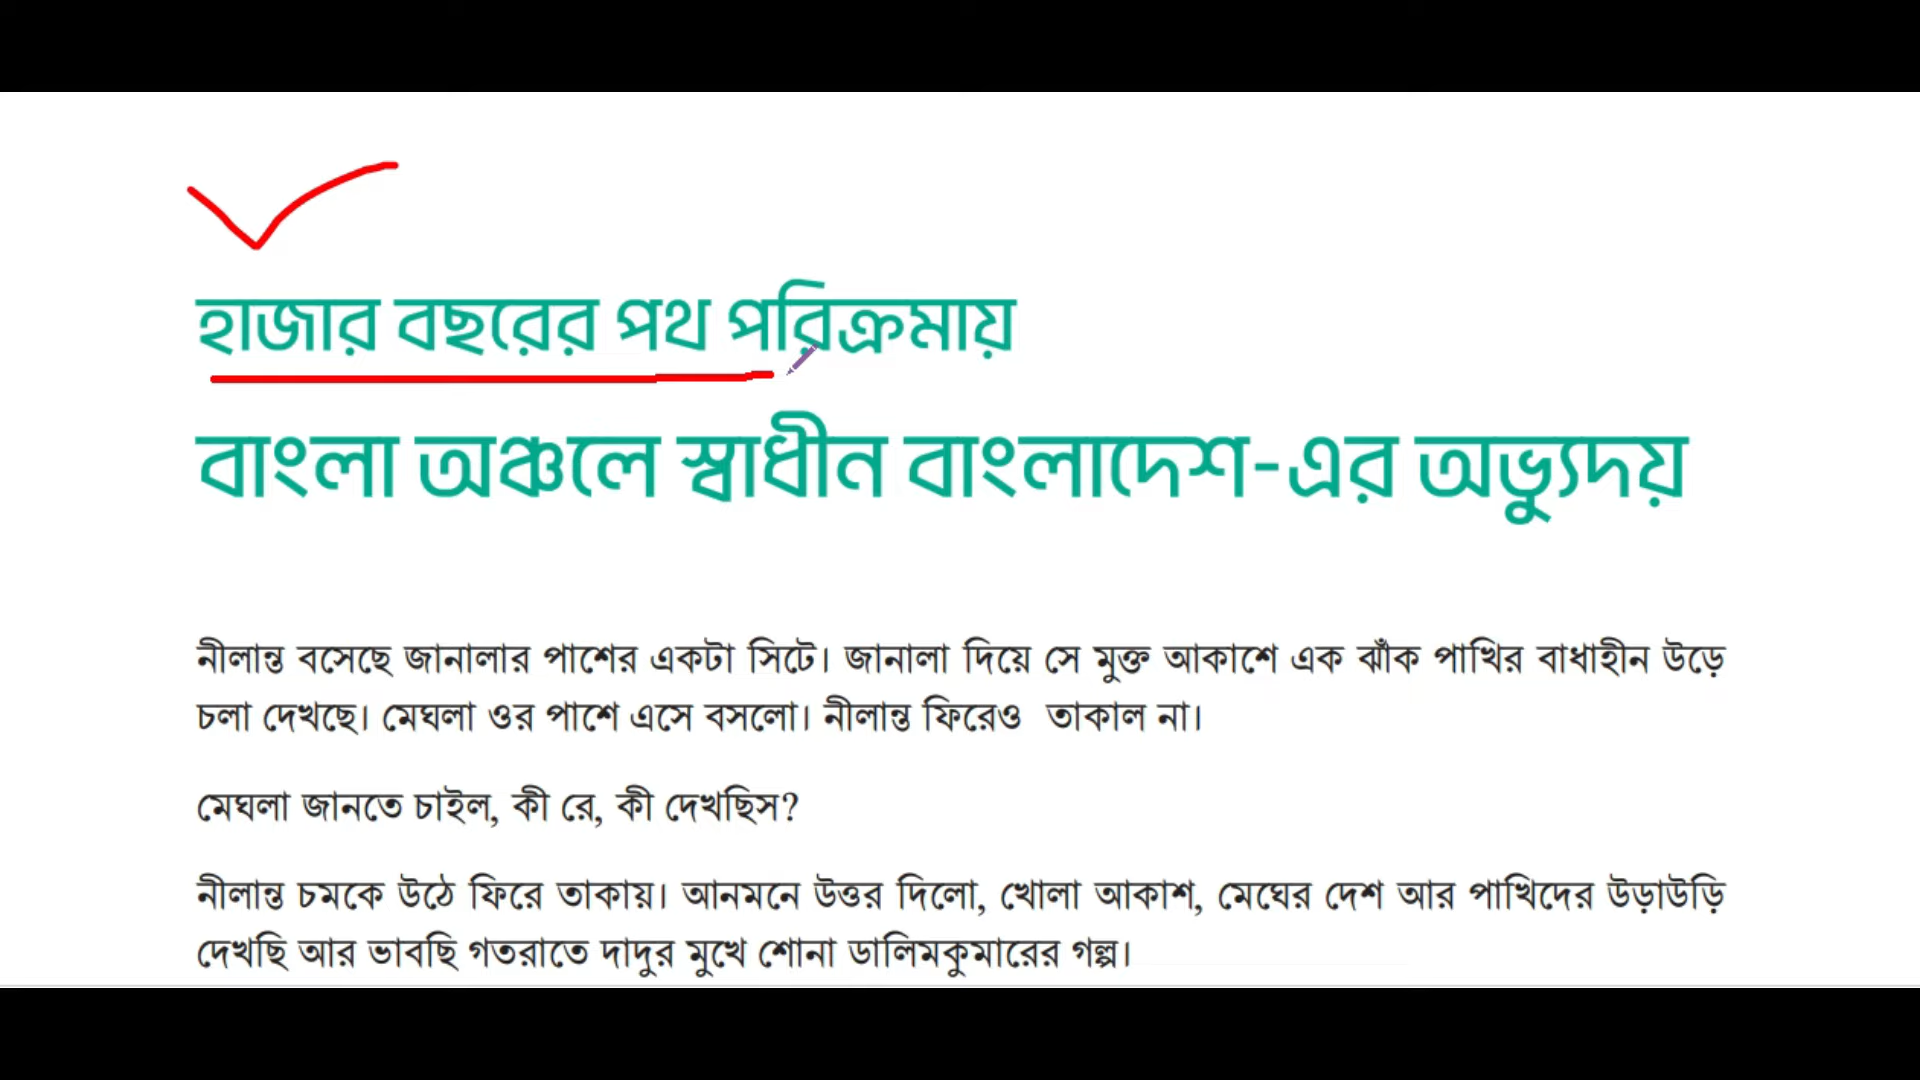 হাজার বছরের পথ পরিক্রমায়
বাংলা অঞ্চলে স্বাধীন বাংলাদেশ-এর অভ্যুদয়
নীলান্ত বসেছে জানালার পাশের একটা সিটে। জানালা দিয়ে সে মুক্ত আকাশে এক ঝাঁক পাখির বাধাহীন উড়ে
চলা দেখছে। মেঘলা ওর পাশে এসে বসলো। নীলান্ত ফিরেও তাকাল না।
মেঘলা জানতে চাইল, কী রে, কী দেখছিস?
নীলান্ত চমকে উঠে ফিরে তাকায়। আনমনে উত্তর দিলো, খোলা আকাশ, মেঘের দেশ আর পাখিদের উড়াউড়ি
দেখছি আর ভাবছি গতরাতে দাদুর মুখে শোনা ডালিমকুমারের গল্প।